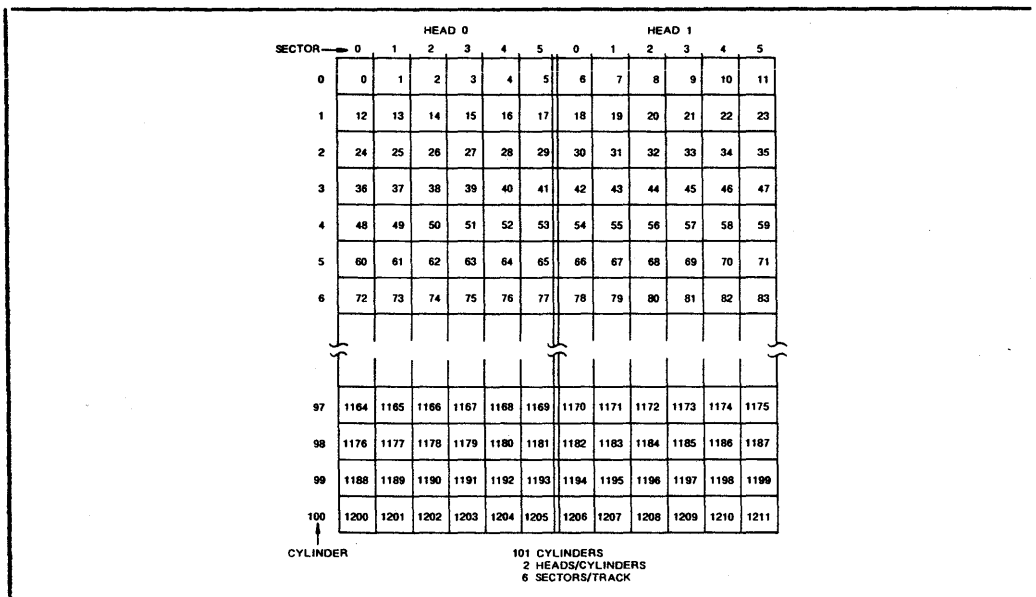 HEAD 0 HEAD 1
SECTOR 0 1 2 3 4 5 0 1 2 3 4 5
0 0 1 2 3 4 5 6 7 8 9 10 11
1 12 13 14 15 16 17 18 19 20 21 22 23
2 24 25 26 27 28 29 30 31 32 33 34 35
3 36 37 38 39 40 41 42 43 44 45 46 47
4 48 49 50 51 52 53 54 55 56 57 58 59
5 60 61 62 63 64 65 66 67 68 69 70 71
6 72 73 74 75 76 77 78 79 80 81 82 83
97 1164 1165 1166 1167 1168 1169 1170 1171 1172 1173 1174 1175
98 1176 1177 1178 1179 1180 1181 1182 1183 1184 1185 1186 1187
99 1188 1189 1190 1191 1192 1193 1194 1195 1196 1197 1198 1199
100 1200 1201 1202 1203 1204 1205 1206 1207 1208 1209 1210 1211
CYLINDER
101 CYLINDERS
2 HEADS/CYLINDERS
6 SECTORS/TRACK